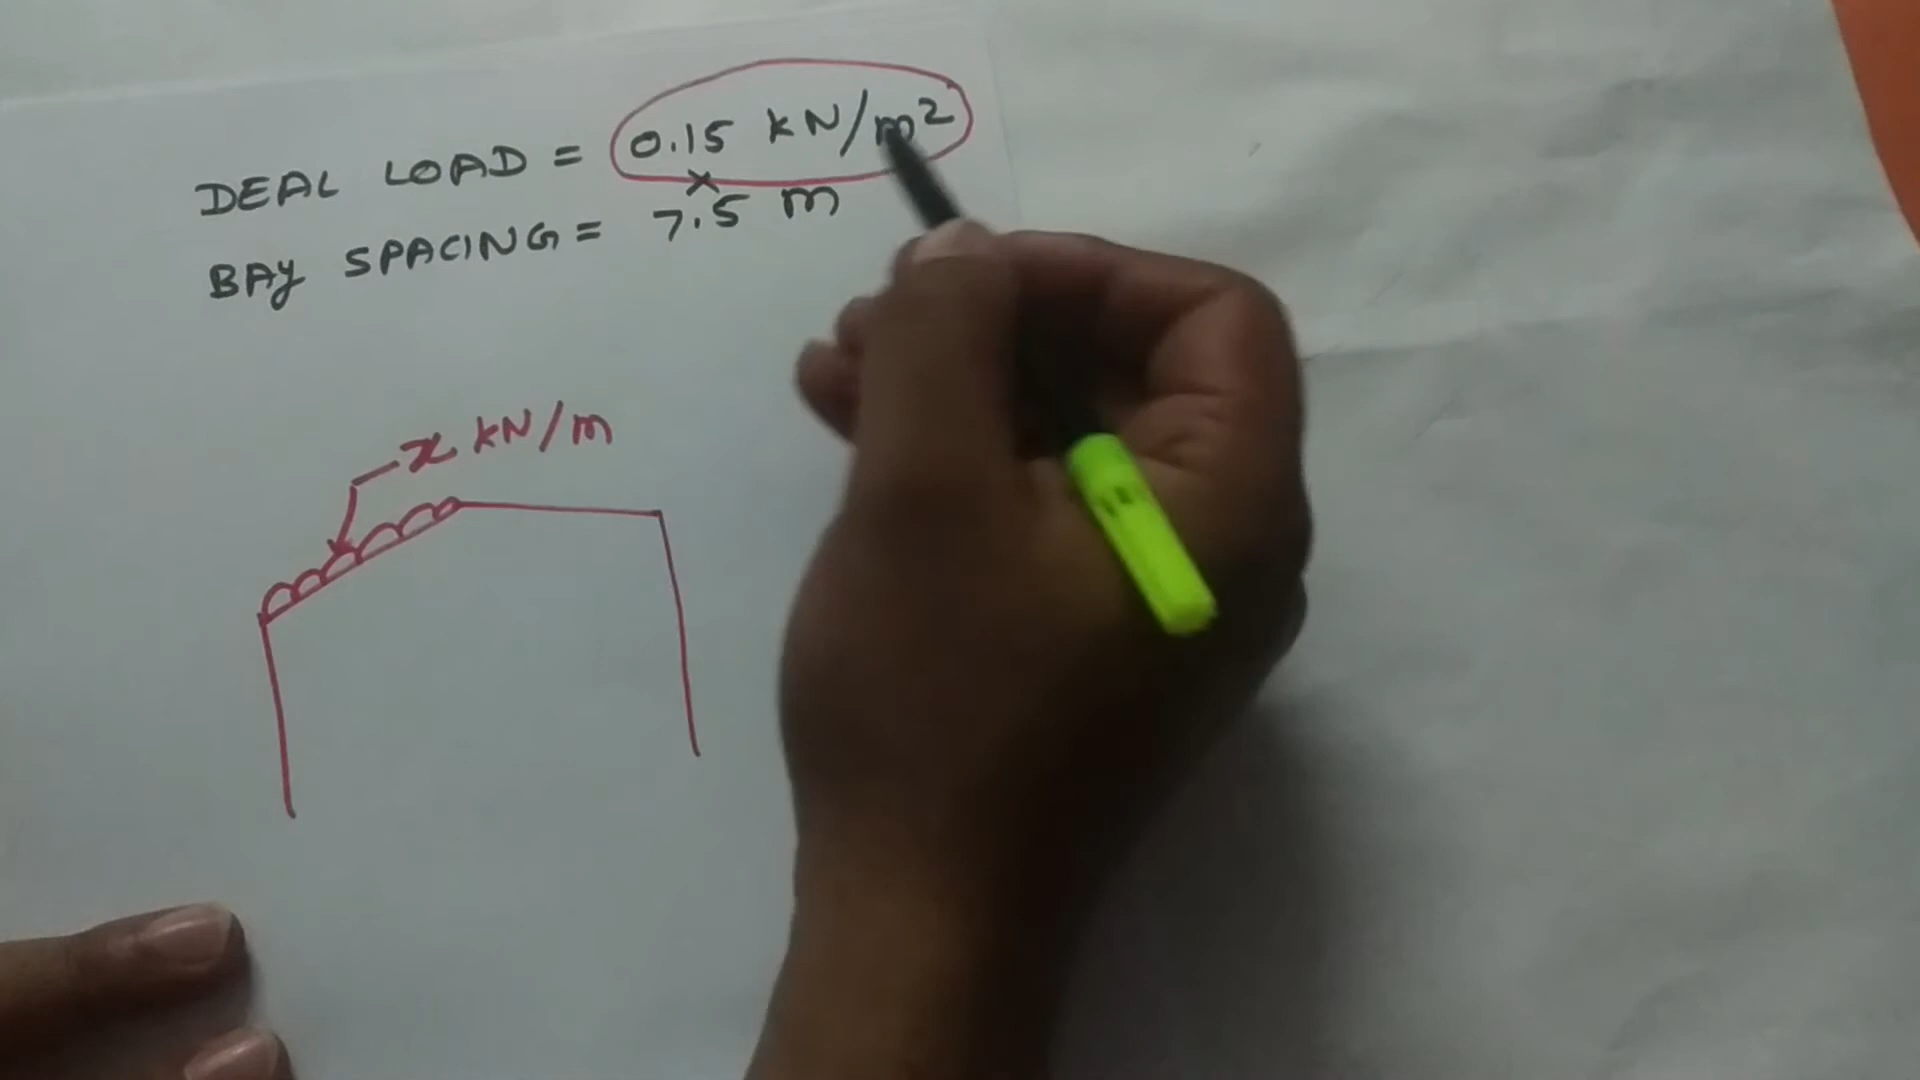 DEAL LOAD = 0.15 kN/m²
×
BAY SPACING = 7.5 m
x kN/m